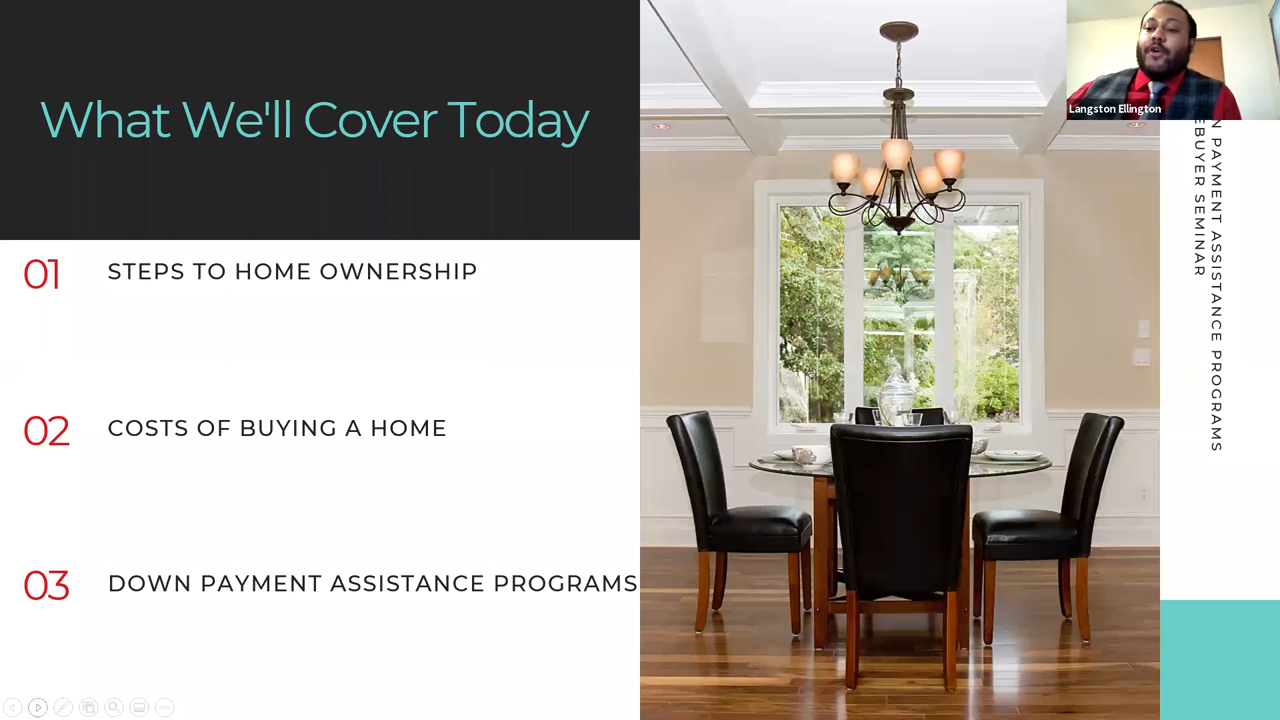 What We'll Cover Today
01 STEPS TO HOME OWNERSHIP
02 COSTS OF BUYING A HOME
03 DOWN PAYMENT ASSISTANCE PROGRAMS
Langston Ellington
PAYMENT ASSISTANCE PROGRAMS
SEMINAR